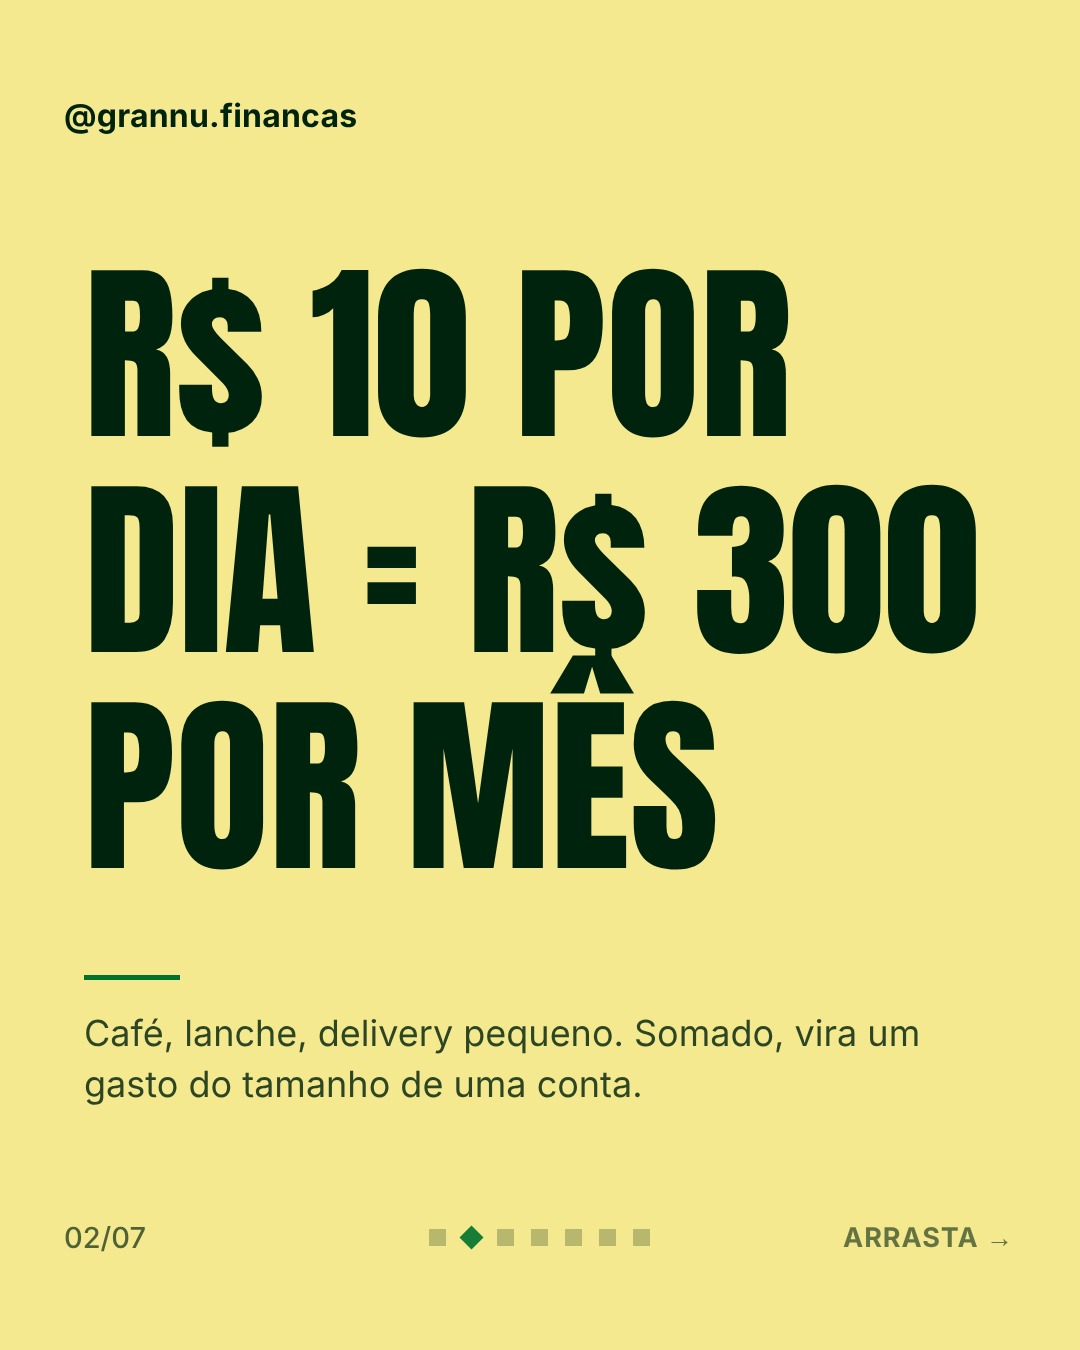 @grannu.financas
R$ 10 POR
DIA = R$ 300
POR MÊS
Café, lanche, delivery pequeno. Somado, vira um
gasto do tamanho de uma conta.
02/07
ARRASTA →